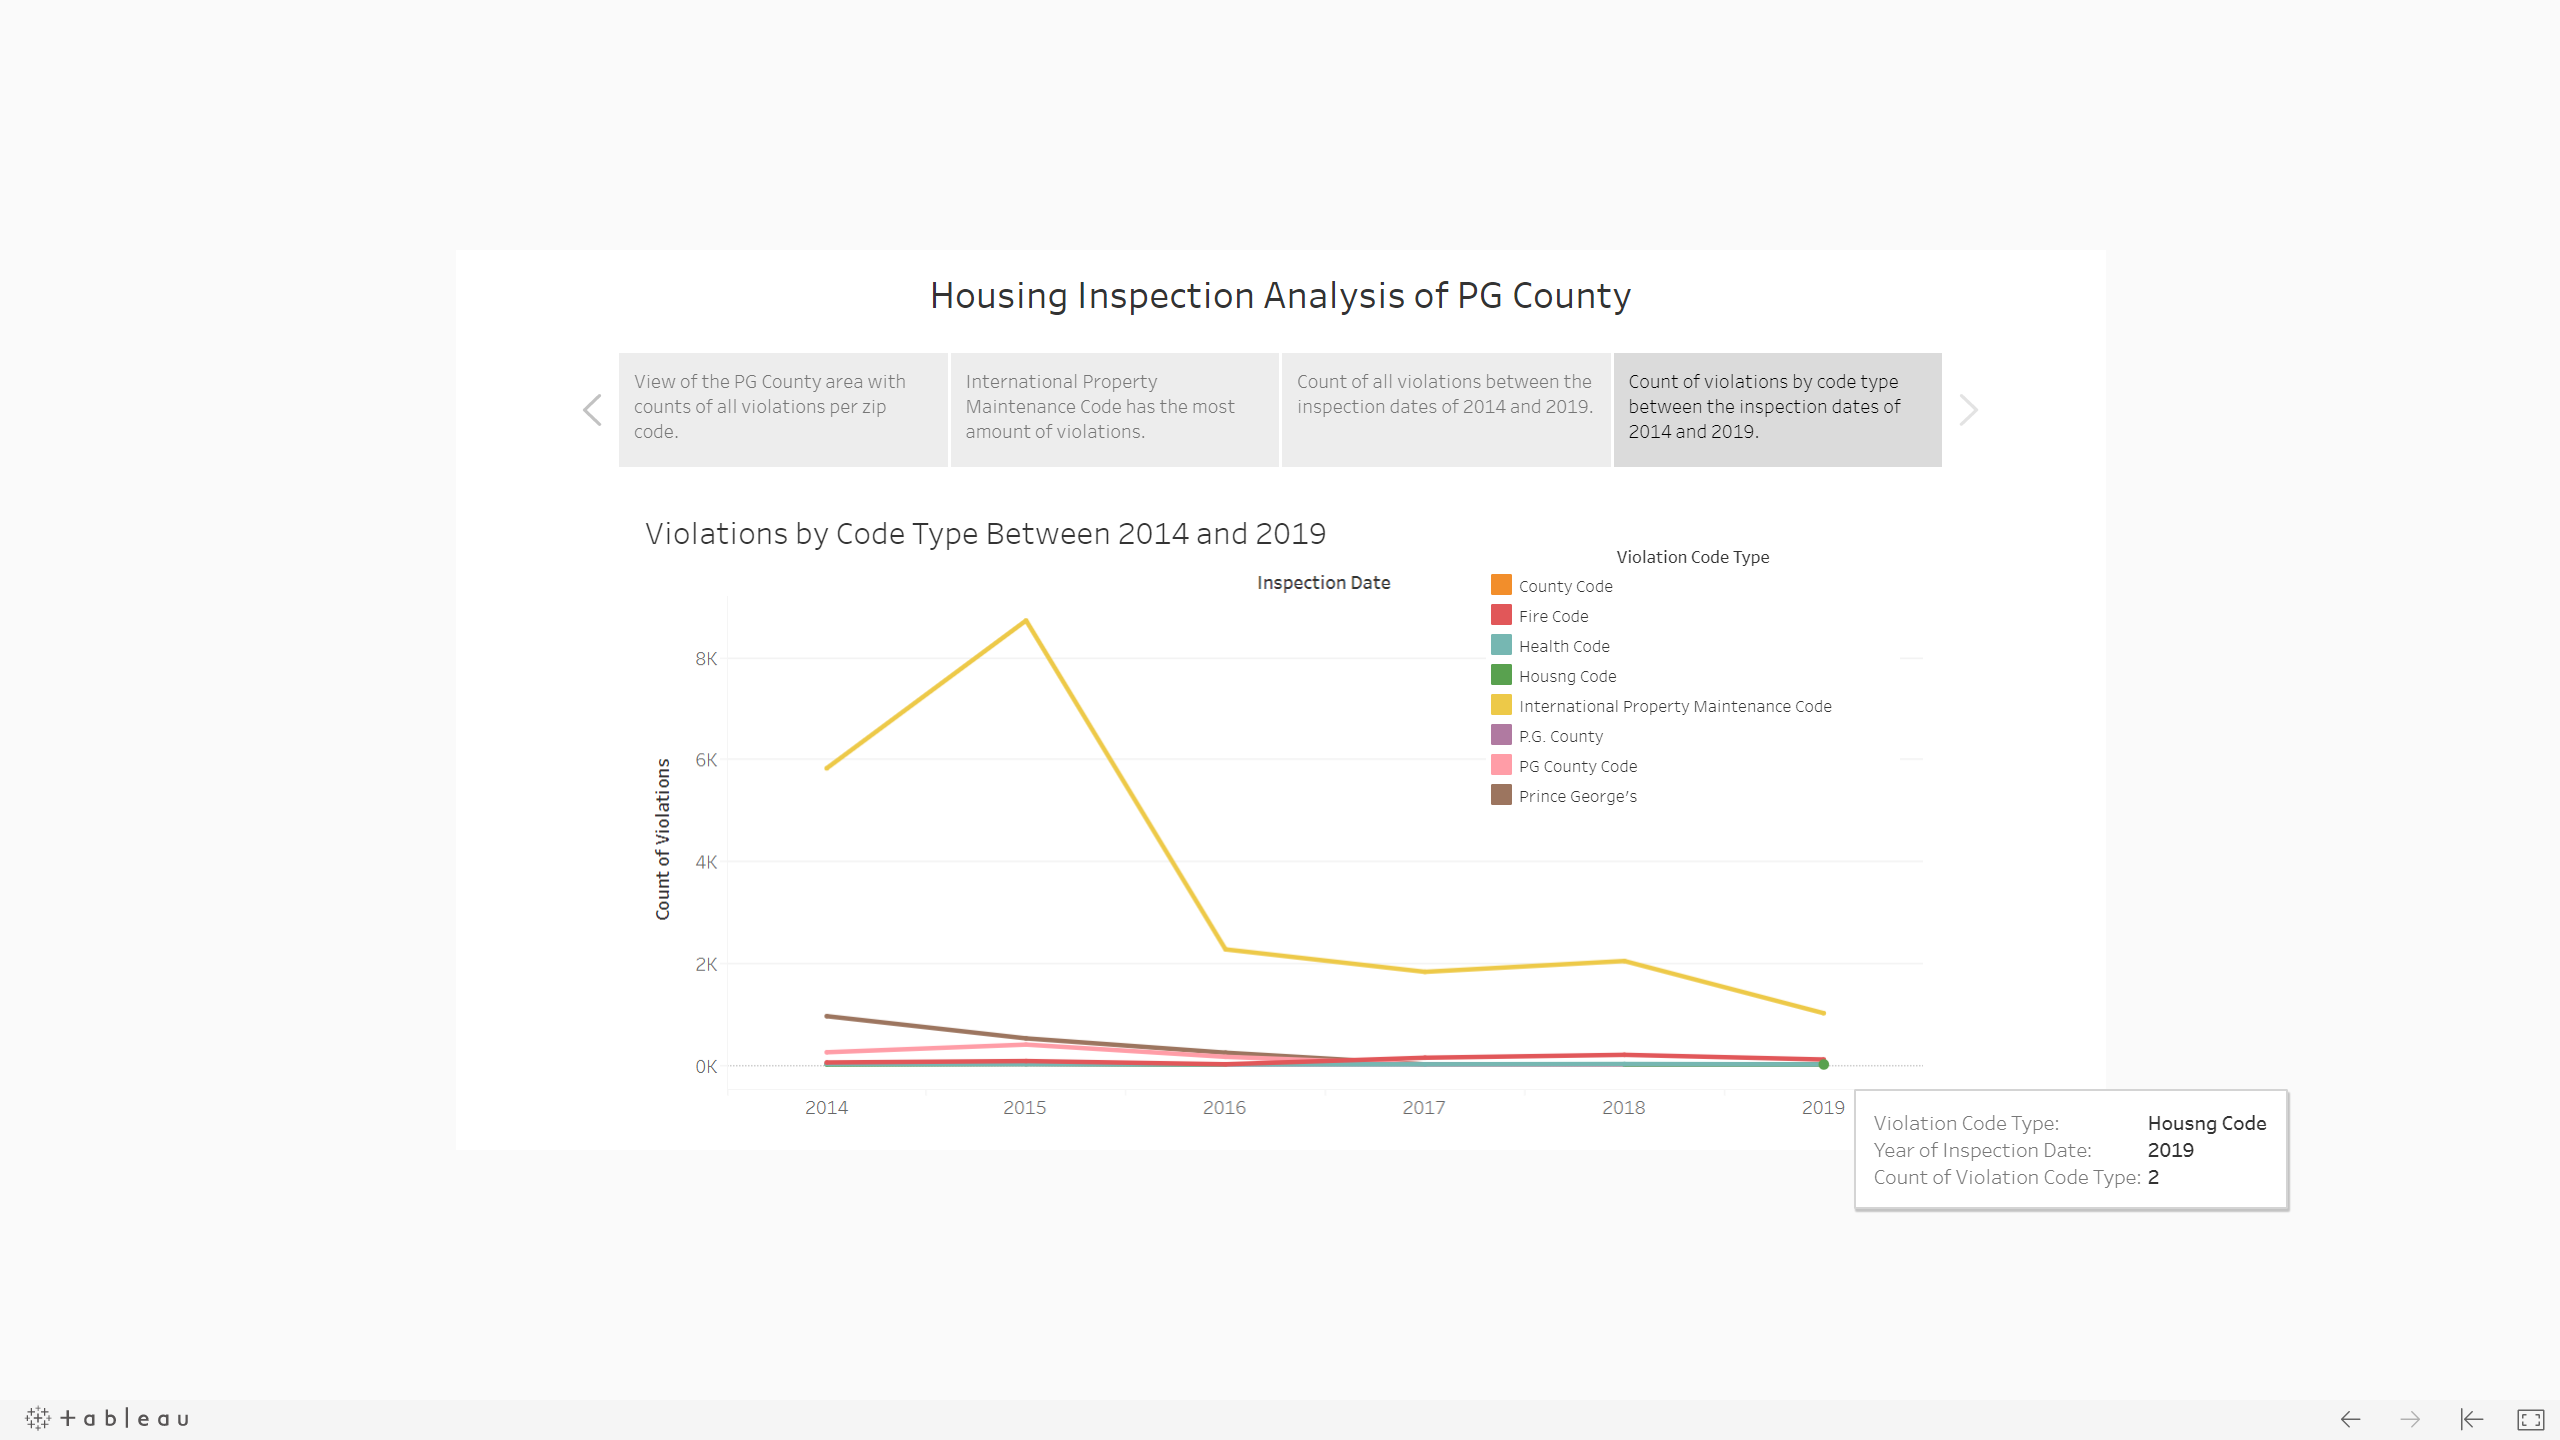 Housing Inspection Analysis of PG County
View of the PG County area with
counts of all violations per zip
code.
International Property
Maintenance Code has the most
amount of violations.
Count of all violations between the
inspection dates of 2014 and 2019.
Count of violations by code type
between the inspection dates of
2014 and 2019.
Violations by Code Type Between 2014 and 2019
Inspection Date
Violation Code Type
County Code
Fire Code
Health Code
Housng Code
International Property Maintenance Code
P.G. County
PG County Code
Prince George's
Count of Violations
8K
6K
4K
2K
0K
2014 2015 2016 2017 2018 2019
Violation Code Type: Housng Code
Year of Inspection Date: 2019
Count of Violation Code Type: 2
+ableau